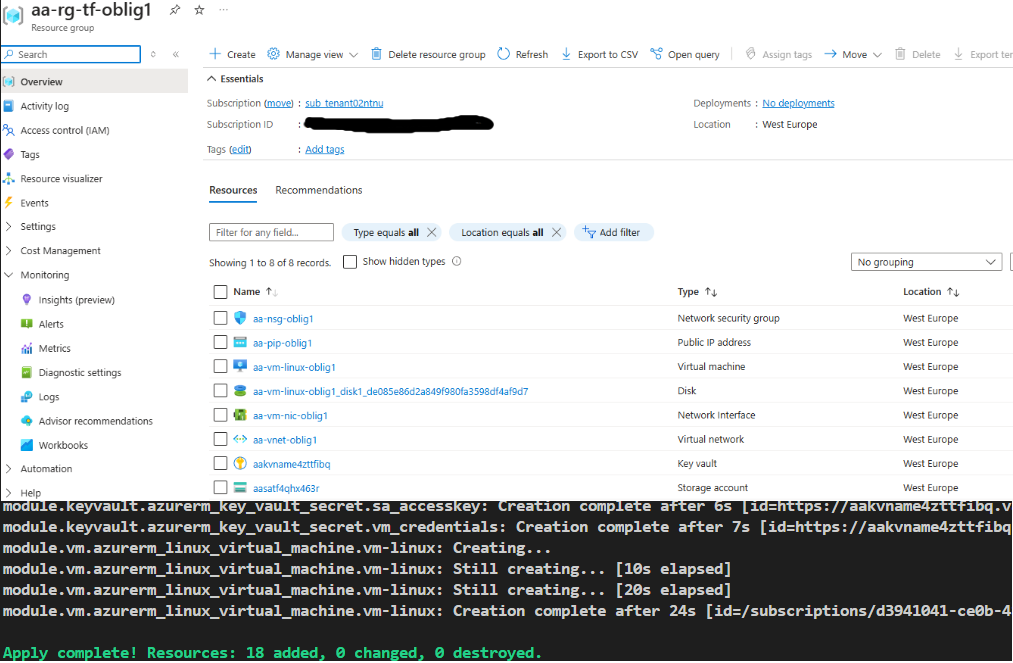 aa-rg-tf-oblig1
Resource group
Search
Create Manage view Delete resource group Refresh Export to CSV Open query Assign tags Move Delete Export
Overview
Activity log
Access control (IAM)
Tags
Resource visualizer
Events
Settings
Cost Management
Monitoring
Insights (preview)
Alerts
Metrics
Diagnostic settings
Logs
Advisor recommendations
Workbooks
Automation
Help
Essentials
Subscription (move) : sub_tenant02ntnu Deployments : No deployments
Subscription ID : Location : West Europe
Tags (edit) : Add tags
Resources Recommendations
Filter for any field... Type equals all Location equals all Add filter
Showing 1 to 8 of 8 records. Show hidden types No grouping
Name Type Location
aa-nsg-oblig1 Network security group West Europe
aa-pip-oblig1 Public IP address West Europe
aa-vm-linux-oblig1 Virtual machine West Europe
aa-vm-linux-oblig1_disk1_de085e86d2a849f980fa3598df4af9d7 Disk West Europe
aa-vm-nic-oblig1 Network Interface West Europe
aa-vnet-oblig1 Virtual network West Europe
aakvname4zttfibq Key vault West Europe
aasatf4qhx463r Storage account West Europe
module.keyvault.azurerm_key_vault_secret.sa_accesskey: Creation complete after 6s [id=https://aakvname4zttfibq.v
module.keyvault.azurerm_key_vault_secret.vm_credentials: Creation complete after 7s [id=https://aakvname4zttfibq
module.vm.azurerm_linux_virtual_machine.vm-linux: Creating...
module.vm.azurerm_linux_virtual_machine.vm-linux: Still creating... [10s elapsed]
module.vm.azurerm_linux_virtual_machine.vm-linux: Still creating... [20s elapsed]
module.vm.azurerm_linux_virtual_machine.vm-linux: Creation complete after 24s [id=/subscriptions/d3941041-ce0b-4
Apply complete! Resources: 18 added, 0 changed, 0 destroyed.